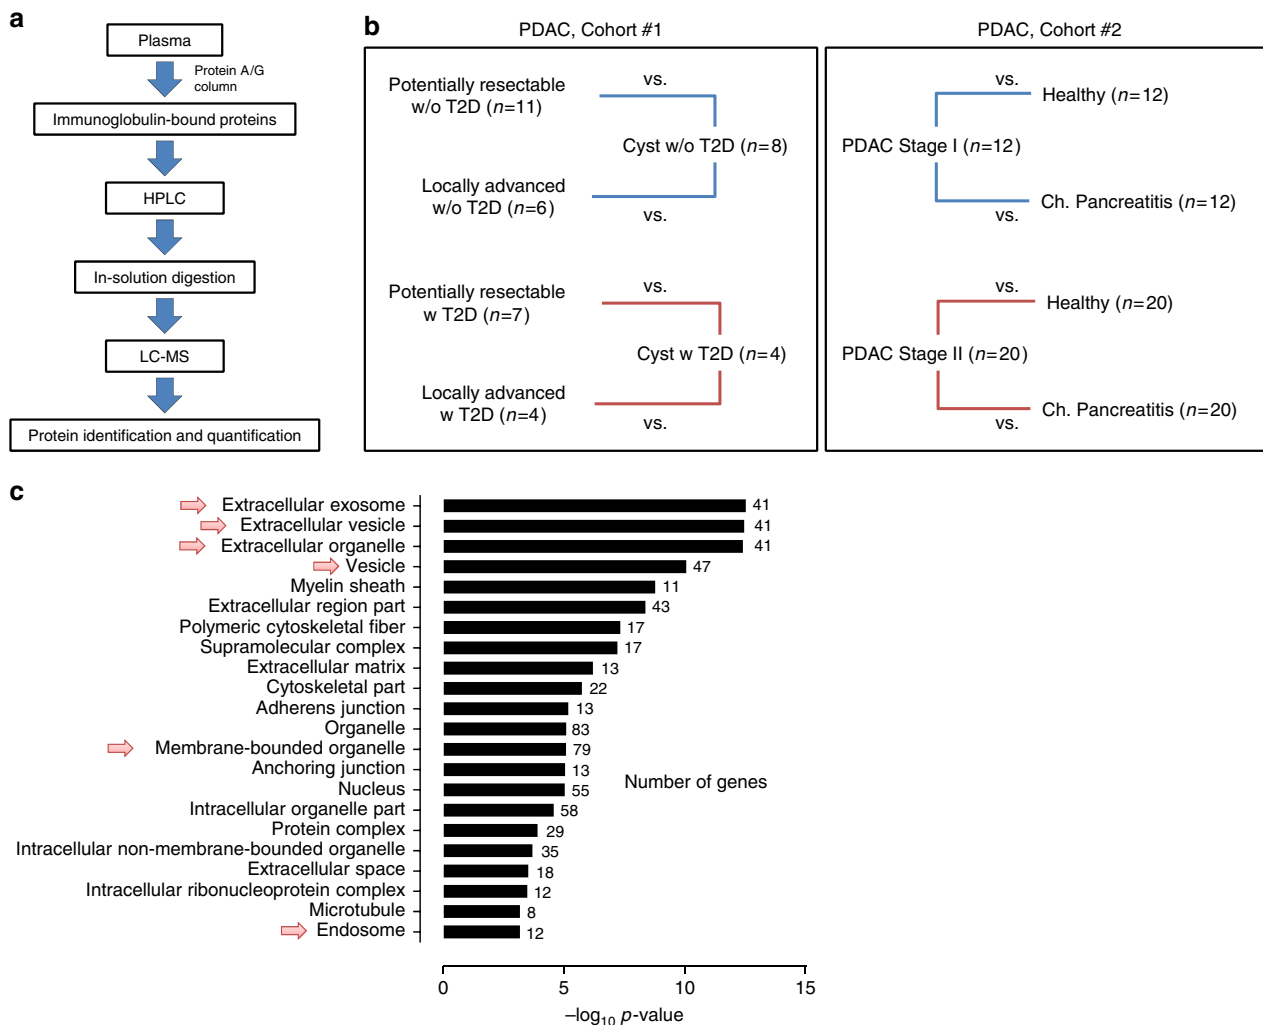 a
Plasma
Protein A/G
column
Immunoglobulin-bound proteins
HPLC
In-solution digestion
LC-MS
Protein identification and quantification
b
PDAC, Cohort #1
Potentially resectable
w/o T2D (n=11)
vs.
Cyst w/o T2D (n=8)
Locally advanced
w/o T2D (n=6)
vs.
Potentially resectable
w T2D (n=7)
vs.
Cyst w T2D (n=4)
Locally advanced
w T2D (n=4)
vs.
PDAC, Cohort #2
vs.
Healthy (n=12)
PDAC Stage I (n=12)
vs.
Ch. Pancreatitis (n=12)
vs.
Healthy (n=20)
PDAC Stage II (n=20)
vs.
Ch. Pancreatitis (n=20)
c
Extracellular exosome 41
Extracellular vesicle 41
Extracellular organelle 41
Vesicle 47
Myelin sheath 11
Extracellular region part 43
Polymeric cytoskeletal fiber 17
Supramolecular complex 17
Extracellular matrix 13
Cytoskeletal part 22
Adherens junction 13
Organelle 83
Membrane-bounded organelle 79
Anchoring junction 13
Number of genes
Nucleus 55
Intracellular organelle part 58
Protein complex 29
Intracellular non-membrane-bounded organelle 35
Extracellular space 18
Intracellular ribonucleoprotein complex 12
Microtubule 8
Endosome 12
0 5 10 15
–log₁₀ p-value